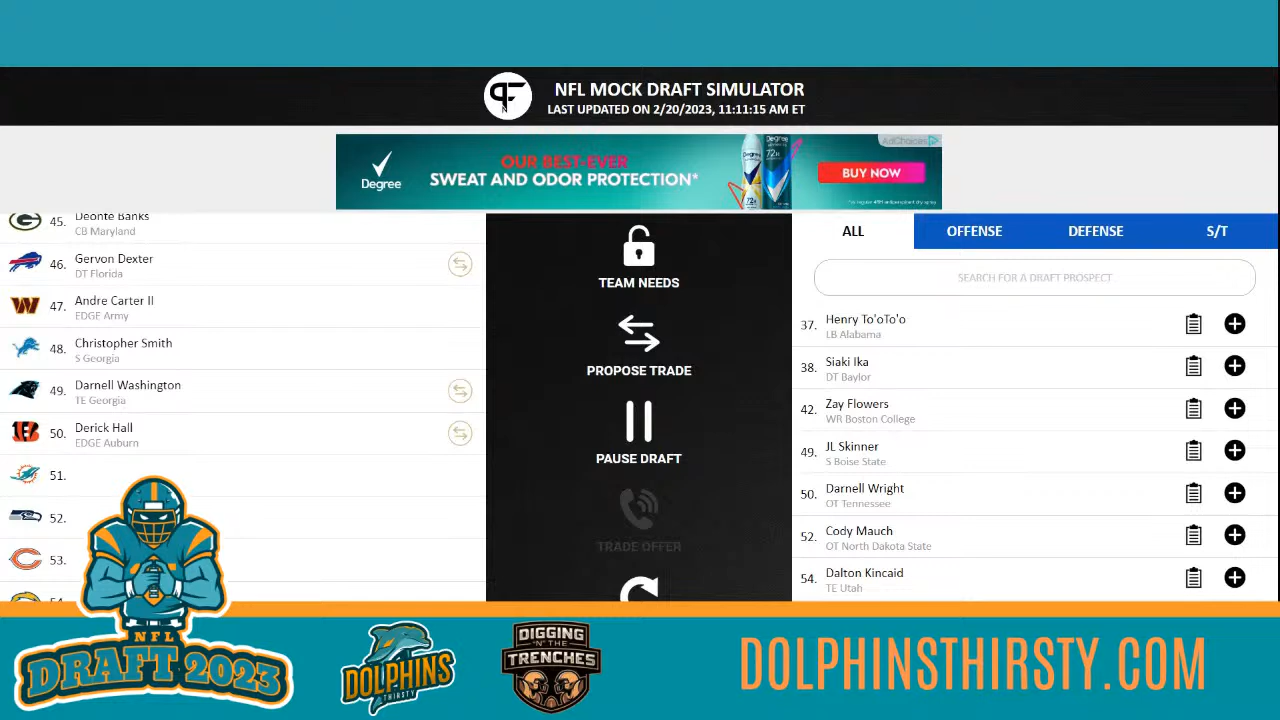 NFL MOCK DRAFT SIMULATOR
LAST UPDATED ON 2/20/2023, 11:11:15 AM ET
Degree
OUR BEST-EVER
SWEAT AND ODOR PROTECTION*
Degree
72H
BUY NOW
AdChoices
45. Deonte Banks
CB Maryland
46. Gervon Dexter
DT Florida
47. Andre Carter II
EDGE Army
48. Christopher Smith
S Georgia
49. Darnell Washington
TE Georgia
50. Derick Hall
EDGE Auburn
51.
52.
53.
54.
TEAM NEEDS
PROPOSE TRADE
PAUSE DRAFT
TRADE OFFER
ALL
OFFENSE
DEFENSE
S/T
SEARCH FOR A DRAFT PROSPECT
37. Henry To'oTo'o
LB Alabama
38. Siaki Ika
DT Baylor
42. Zay Flowers
WR Boston College
49. JL Skinner
S Boise State
50. Darnell Wright
OT Tennessee
52. Cody Mauch
OT North Dakota State
54. Dalton Kincaid
TE Utah
NFL
DRAFT 2023
DOLPHINS
THIRSTY
DIGGING
"N" THE
TRENCHES
DOLPHINSTHIRSTY.COM